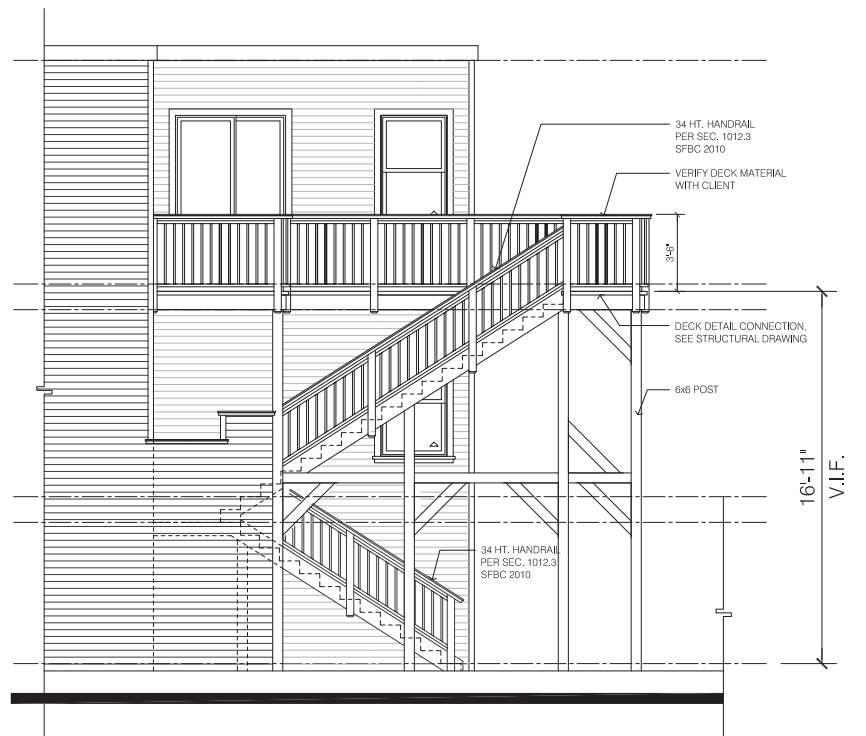 34 HT. HANDRAIL
PER SEC. 1012.3
SFBC 2010
VERIFY DECK MATERIAL
WITH CLIENT
3'-6"
DECK DETAIL CONNECTION,
SEE STRUCTURAL DRAWING
6x6 POST
16'-11"
V.I.F.
34 HT. HANDRAIL
PER SEC. 1012.3
SFBC 2010